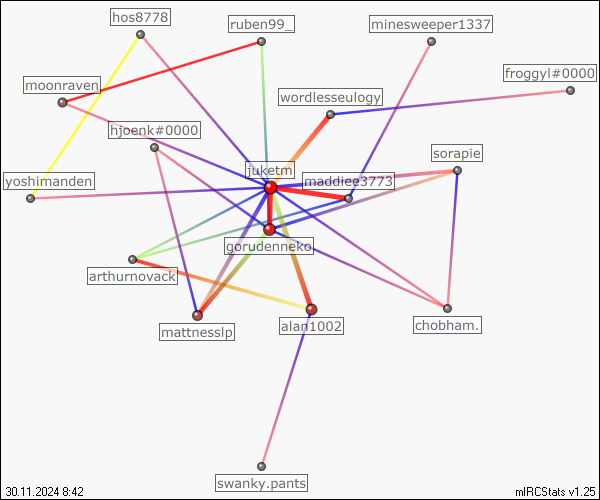 hos8778
ruben99_
minesweeper1337
froggyl#0000
moonraven
wordlesseulogy
hjoenk#0000
sorapie
juketm
maddiee3773
yoshimanden
gorudenneko
arthurnovack
mattnesslp
alan1002
chobham.
swanky.pants
30.11.2024 8:42
mIRCStats v1.25